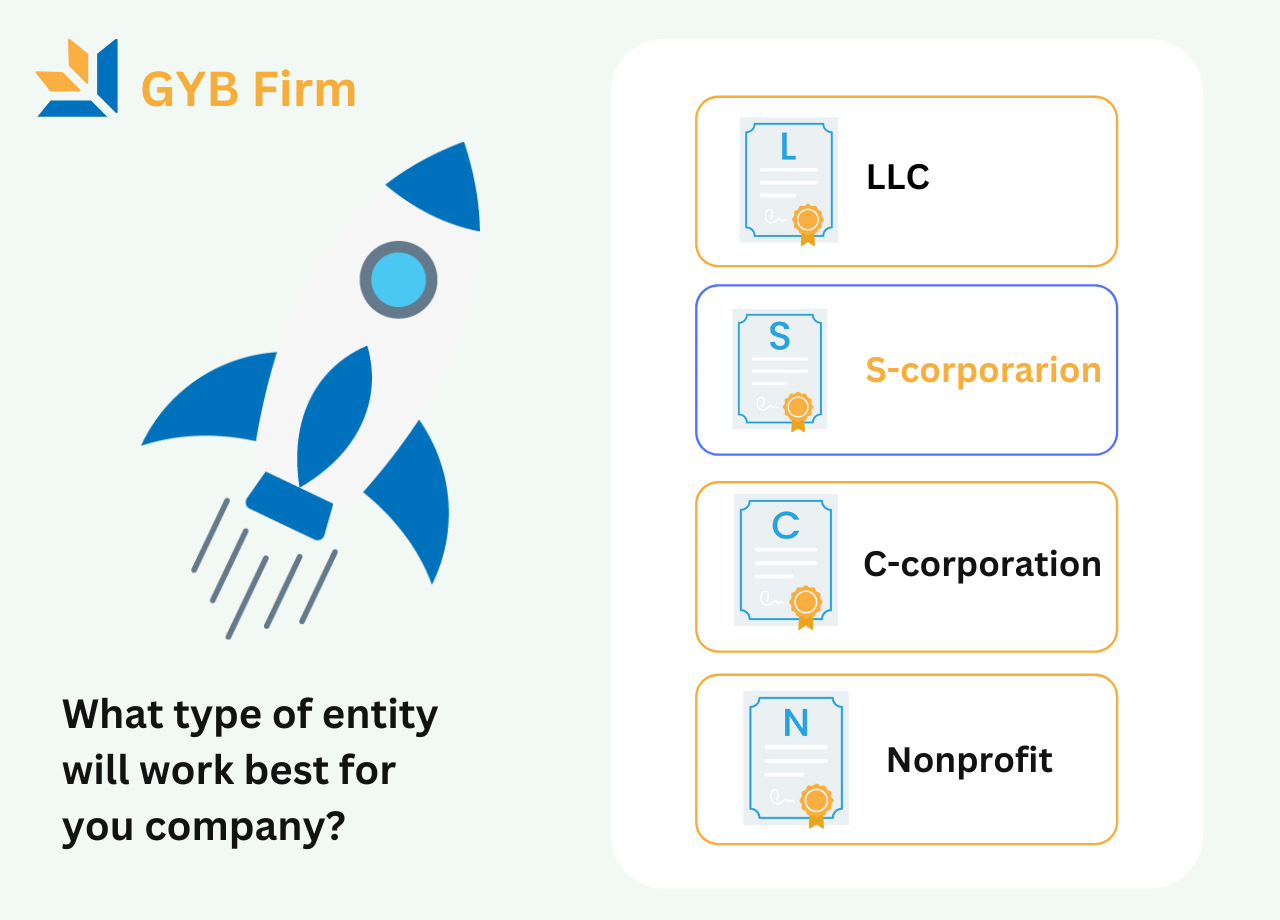 GYB Firm
What type of entity
will work best for
you company?
L
LLC
S
S-corporarion
C
C-corporation
N
Nonprofit